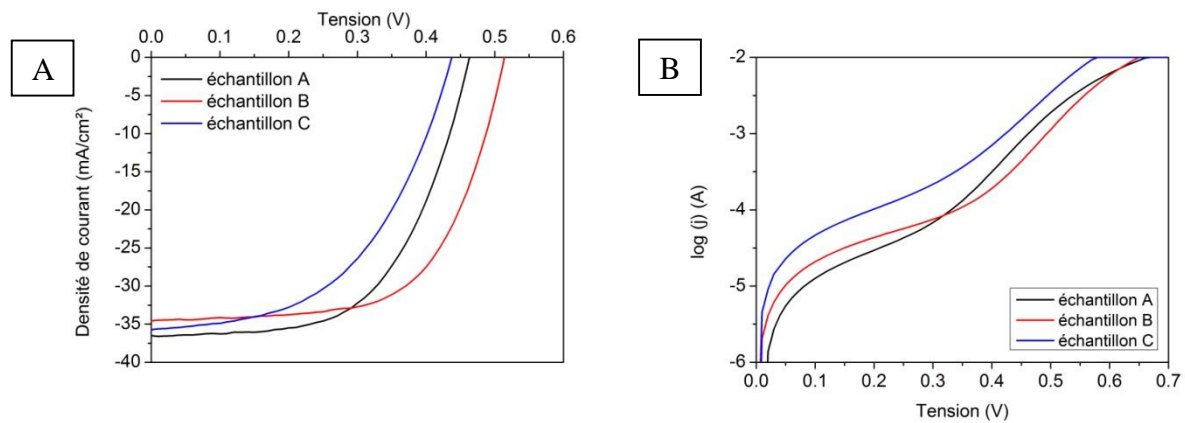 A
Tension (V)
0.0 0.1 0.2 0.3 0.4 0.5 0.6
0
-5
-10
-15
-20
-25
-30
-35
-40
Densité de courant (mA/cm²)
échantillon A
échantillon B
échantillon C
B
-2
-3
-4
-5
-6
log (j) (A)
échantillon A
échantillon B
échantillon C
0.0 0.1 0.2 0.3 0.4 0.5 0.6 0.7
Tension (V)